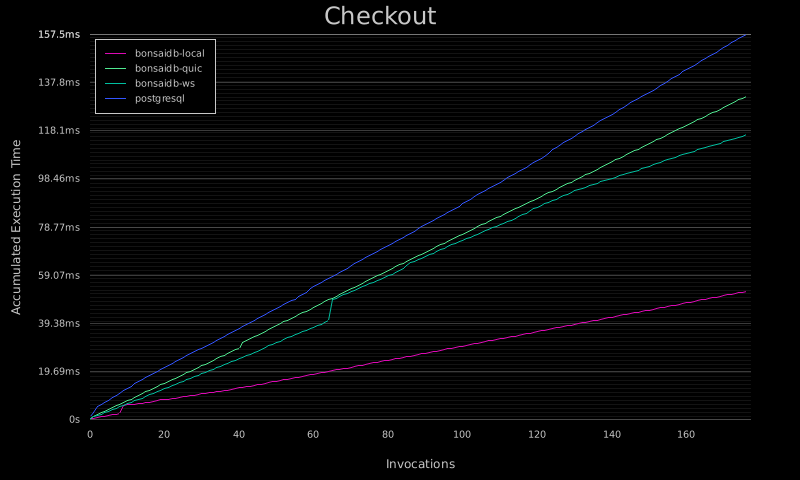 Checkout
157.5ms
137.8ms
118.1ms
98.46ms
78.77ms
59.07ms
39.38ms
19.69ms
0s
bonsaidb-local
bonsaidb-quic
bonsaidb-ws
postgresql
Accumulated Execution Time
0 20 40 60 80 100 120 140 160
Invocations